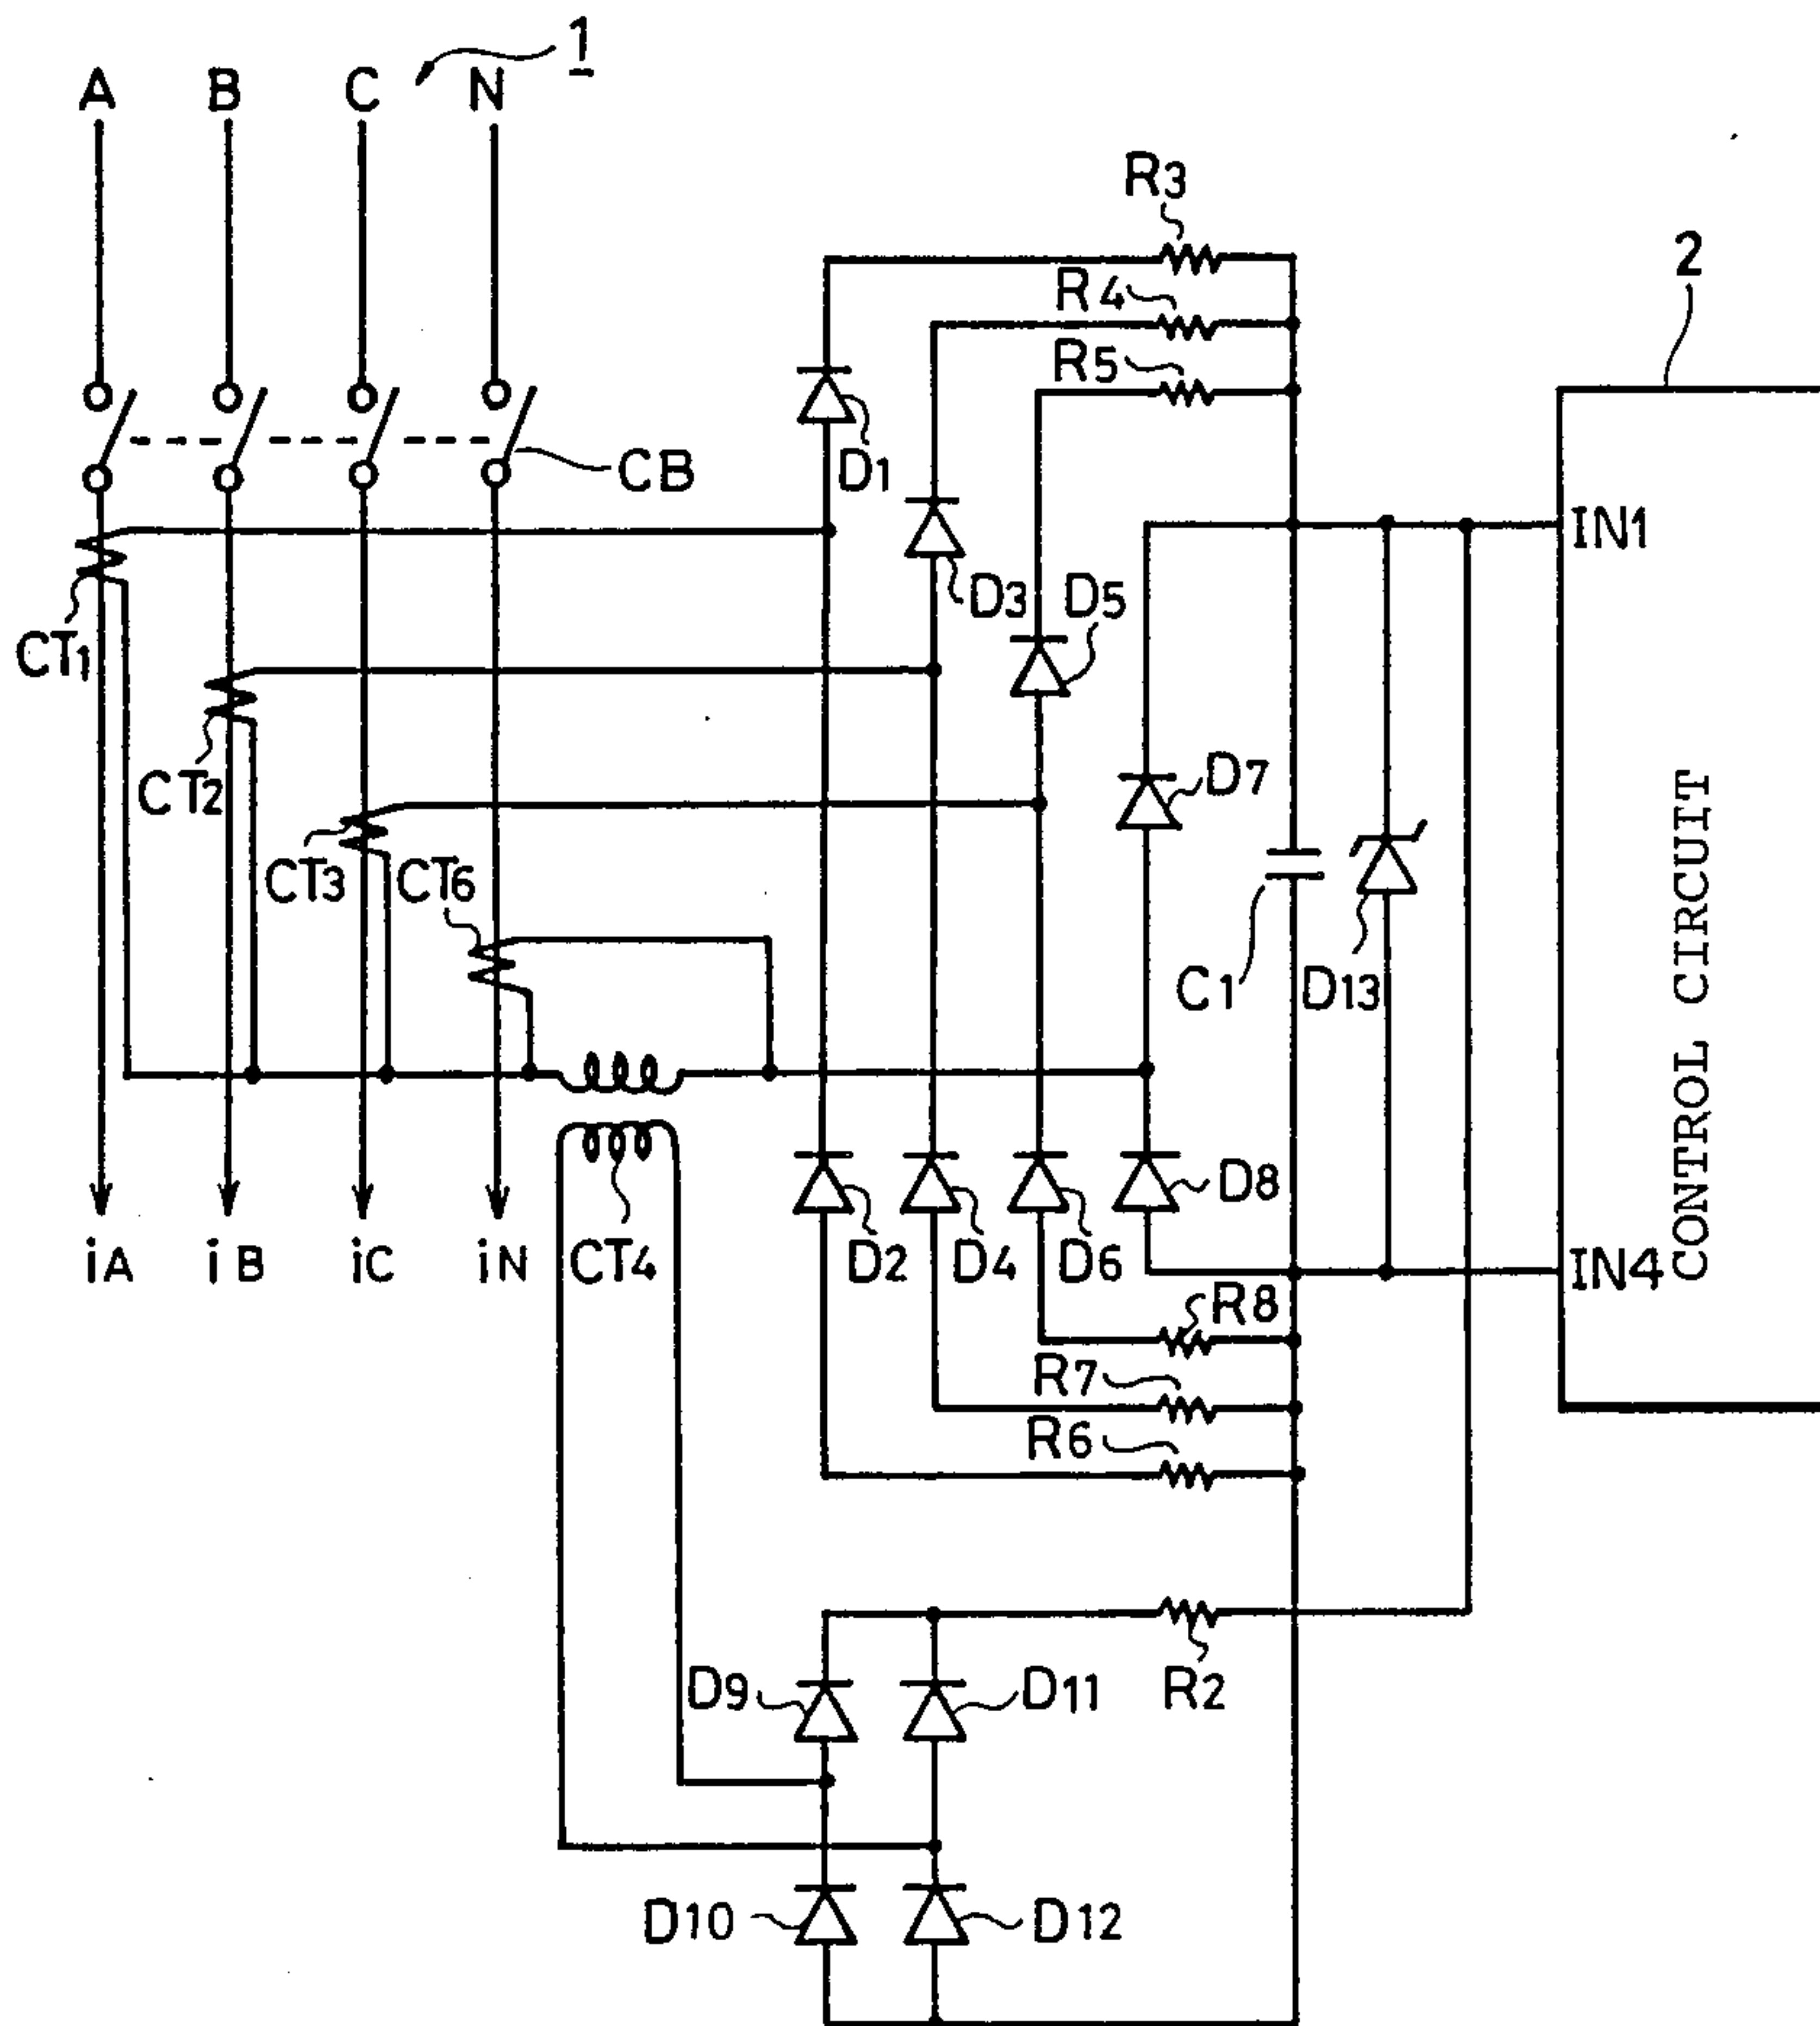 1
A B C N
R3
R4
2
R5
D1
CB
IN1
D3 D5
CT1
D7
CT2
CT3 CT6
C1 D13
CONTROL CIRCUIT
D2 D4 D6 D8
iA iB iC iN CT4
IN4
R8
R7
R6
D9 D11 R2
D10 D12